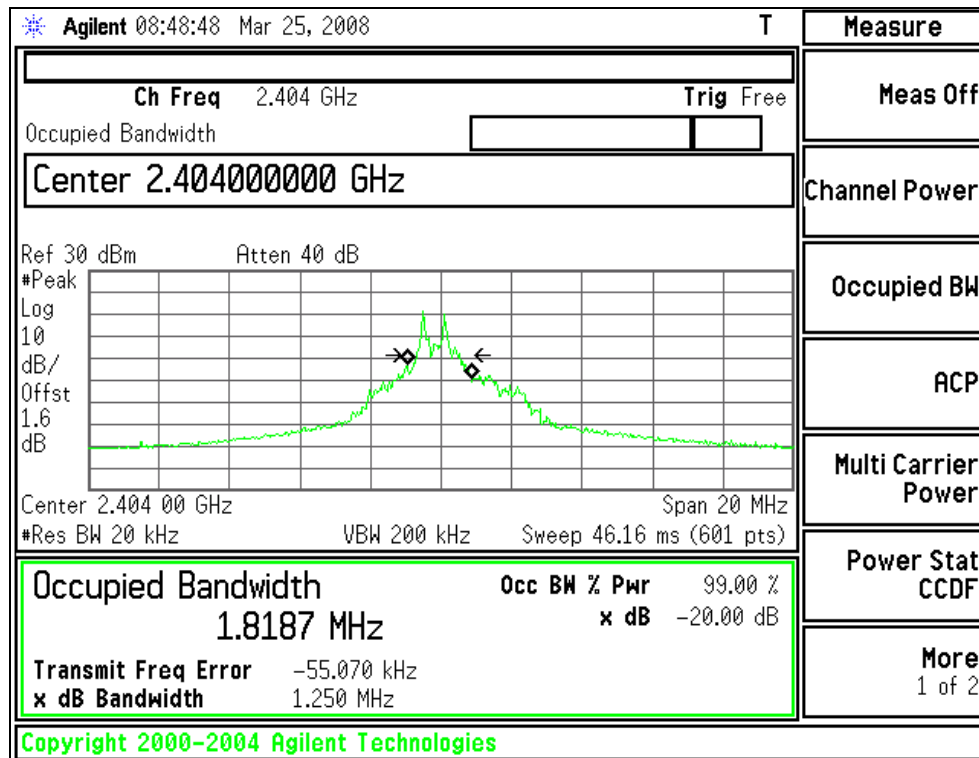 Agilent 08:48:48 Mar 25, 2008 T
Ch Freq 2.404 GHz Trig Free
Occupied Bandwidth
Center 2.404000000 GHz
Ref 30 dBm Atten 40 dB
#Peak
Log
10
dB/
Offst
1.6
dB
Center 2.404 00 GHz Span 20 MHz
#Res BW 20 kHz VBW 200 kHz Sweep 46.16 ms (601 pts)
Occupied Bandwidth Occ BW % Pwr 99.00 %
1.8187 MHz x dB -20.00 dB
Transmit Freq Error -55.070 kHz
x dB Bandwidth 1.250 MHz
Copyright 2000-2004 Agilent Technologies
Measure
Meas Off
Channel Power
Occupied BW
ACP
Multi Carrier
Power
Power Stat
CCDF
More
1 of 2